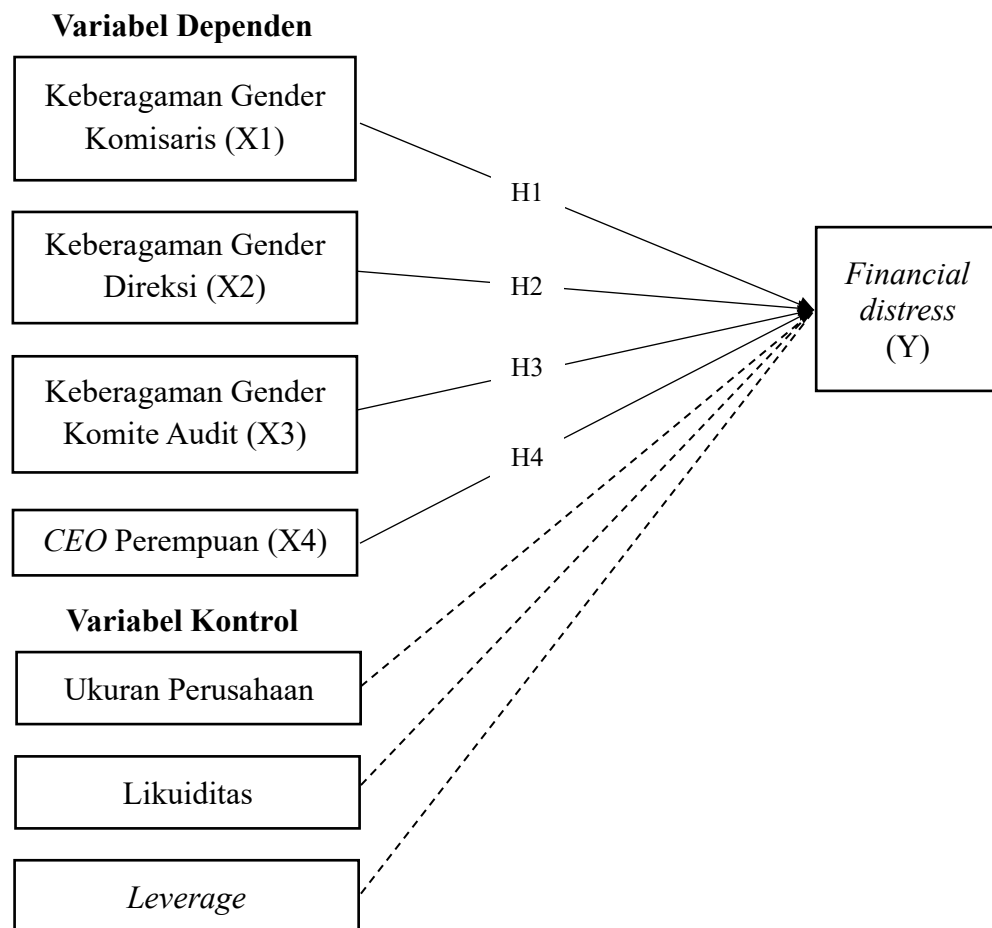 Variabel Dependen
Keberagaman Gender
Komisaris (X1)
H1
Keberagaman Gender
Direksi (X2)
H2
Financial
distress
(Y)
Keberagaman Gender
Komite Audit (X3)
H3
H4
CEO Perempuan (X4)
Variabel Kontrol
Ukuran Perusahaan
Likuiditas
Leverage